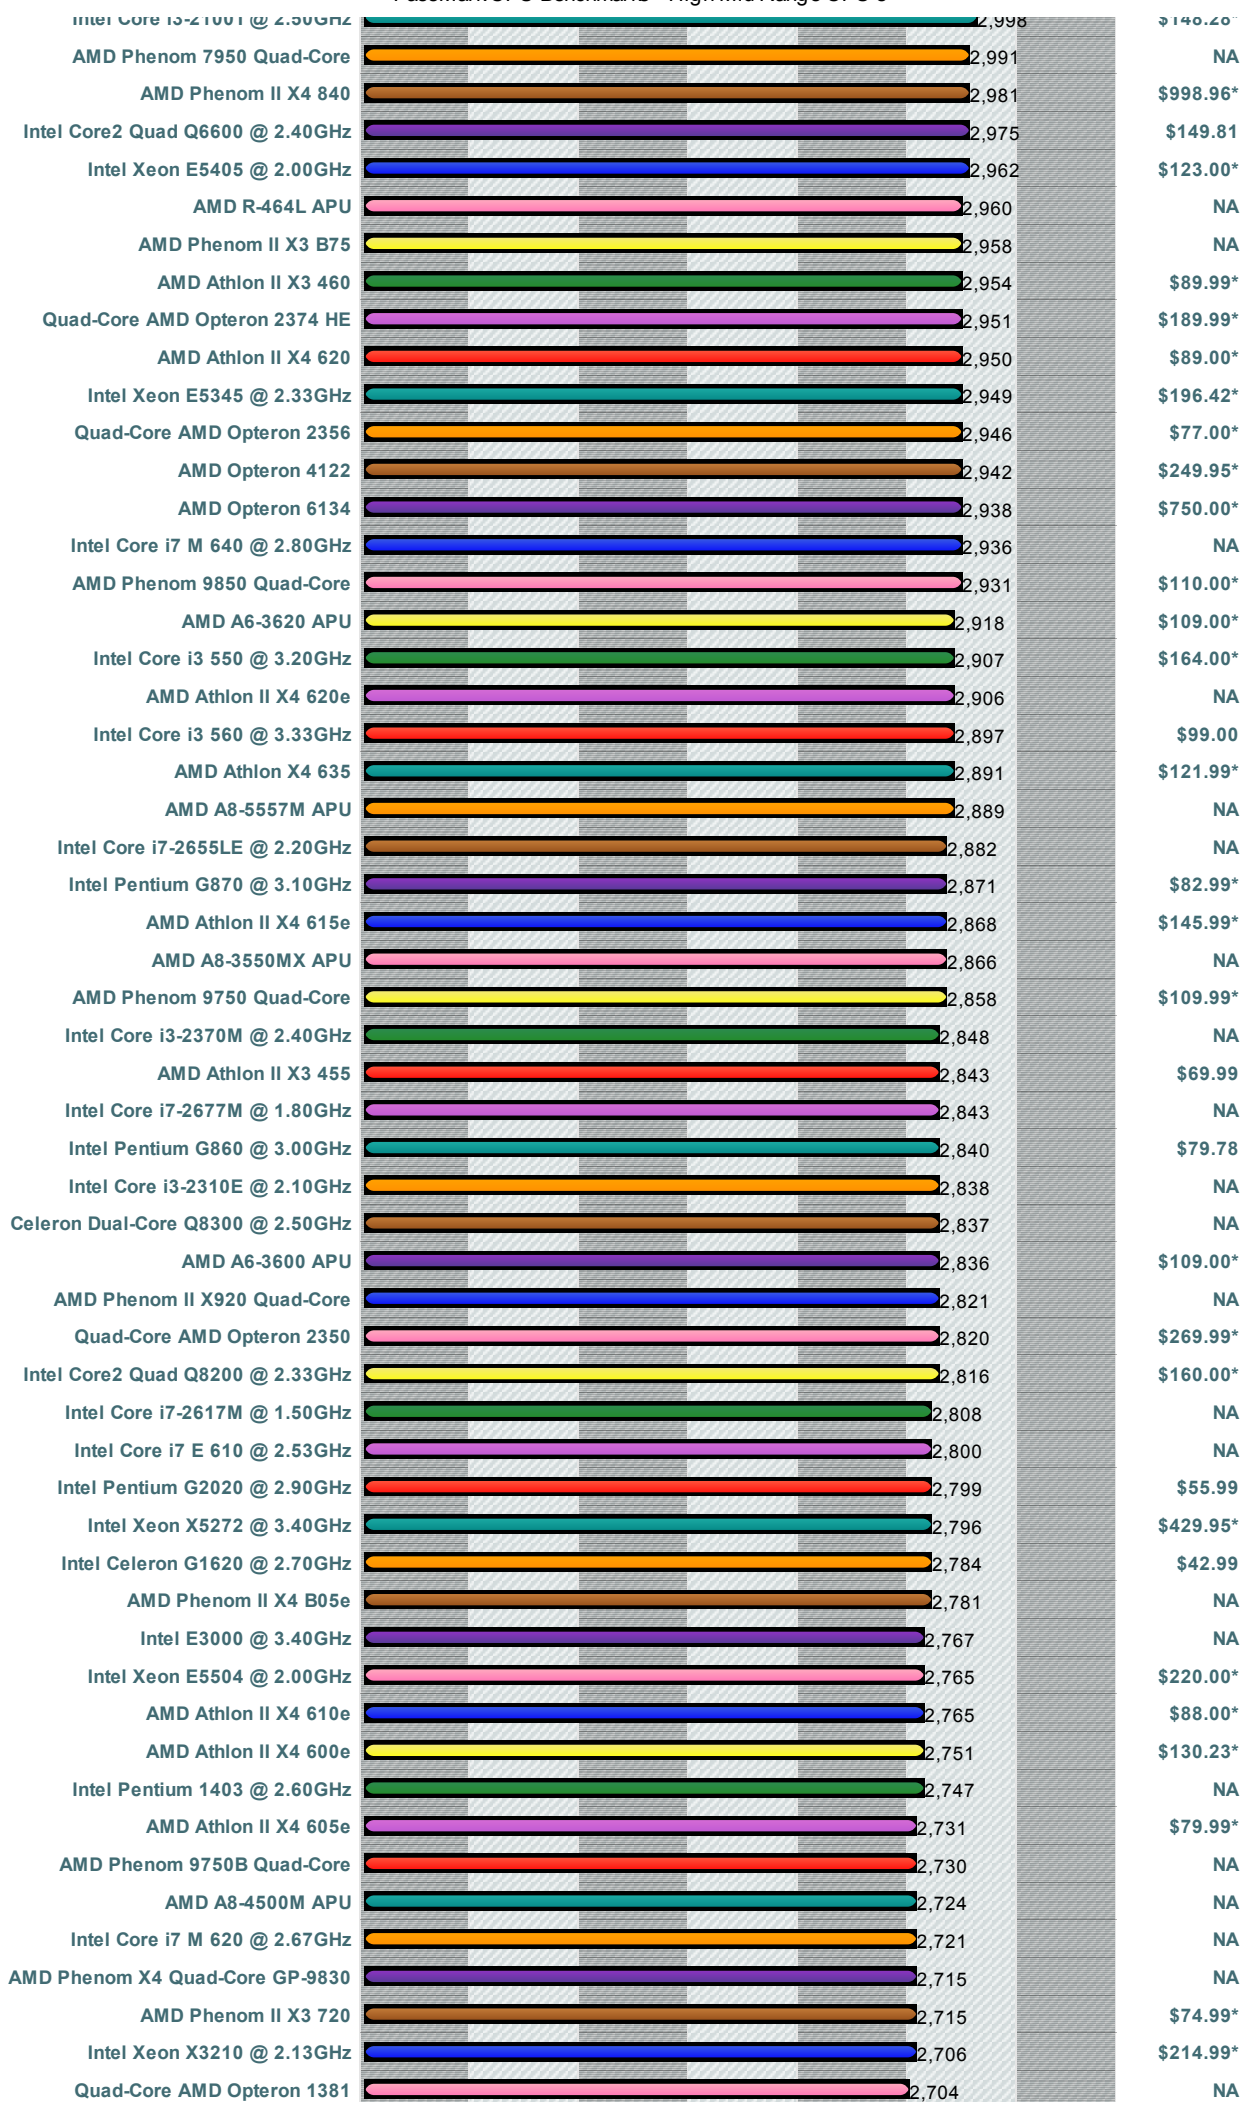 AMD Phenom 7950 Quad-Core 2,991 NA
AMD Phenom II X4 840 2,981 $998.96*
Intel Core2 Quad Q6600 @ 2.40GHz 2,975 $149.81
Intel Xeon E5405 @ 2.00GHz 2,962 $123.00*
AMD R-464L APU 2,960 NA
AMD Phenom II X3 B75 2,958 NA
AMD Athlon II X3 460 2,954 $89.99*
Quad-Core AMD Opteron 2374 HE 2,951 $189.99*
AMD Athlon II X4 620 2,950 $89.00*
Intel Xeon E5345 @ 2.33GHz 2,949 $196.42*
Quad-Core AMD Opteron 2356 2,946 $77.00*
AMD Opteron 4122 2,942 $249.95*
AMD Opteron 6134 2,938 $750.00*
Intel Core i7 M 640 @ 2.80GHz 2,936 NA
AMD Phenom 9850 Quad-Core 2,931 $110.00*
AMD A6-3620 APU 2,918 $109.00*
Intel Core i3 550 @ 3.20GHz 2,907 $164.00*
AMD Athlon II X4 620e 2,906 NA
Intel Core i3 560 @ 3.33GHz 2,897 $99.00
AMD Athlon X4 635 2,891 $121.99*
AMD A8-5557M APU 2,889 NA
Intel Core i7-2655LE @ 2.20GHz 2,882 NA
Intel Pentium G870 @ 3.10GHz 2,871 $82.99*
AMD Athlon II X4 615e 2,868 $145.99*
AMD A8-3550MX APU 2,866 NA
AMD Phenom 9750 Quad-Core 2,858 $109.99*
Intel Core i3-2370M @ 2.40GHz 2,848 NA
AMD Athlon II X3 455 2,843 $69.99
Intel Core i7-2677M @ 1.80GHz 2,843 NA
Intel Pentium G860 @ 3.00GHz 2,840 $79.78
Intel Core i3-2310E @ 2.10GHz 2,838 NA
Celeron Dual-Core Q8300 @ 2.50GHz 2,837 NA
AMD A6-3600 APU 2,836 $109.00*
AMD Phenom II X920 Quad-Core 2,821 NA
Quad-Core AMD Opteron 2350 2,820 $269.99*
Intel Core2 Quad Q8200 @ 2.33GHz 2,816 $160.00*
Intel Core i7-2617M @ 1.50GHz 2,808 NA
Intel Core i7 E 610 @ 2.53GHz 2,800 NA
Intel Pentium G2020 @ 2.90GHz 2,799 $55.99
Intel Xeon X5272 @ 3.40GHz 2,796 $429.95*
Intel Celeron G1620 @ 2.70GHz 2,784 $42.99
AMD Phenom II X4 B05e 2,781 NA
Intel E3000 @ 3.40GHz 2,767 NA
Intel Xeon E5504 @ 2.00GHz 2,765 $220.00*
AMD Athlon II X4 610e 2,765 $88.00*
AMD Athlon II X4 600e 2,751 $130.23*
Intel Pentium 1403 @ 2.60GHz 2,747 NA
AMD Athlon II X4 605e 2,731 $79.99*
AMD Phenom 9750B Quad-Core 2,730 NA
AMD A8-4500M APU 2,724 NA
Intel Core i7 M 620 @ 2.67GHz 2,721 NA
AMD Phenom X4 Quad-Core GP-9830 2,715 NA
AMD Phenom II X3 720 2,715 $74.99*
Intel Xeon X3210 @ 2.13GHz 2,706 $214.99*
Quad-Core AMD Opteron 1381 2,704 NA